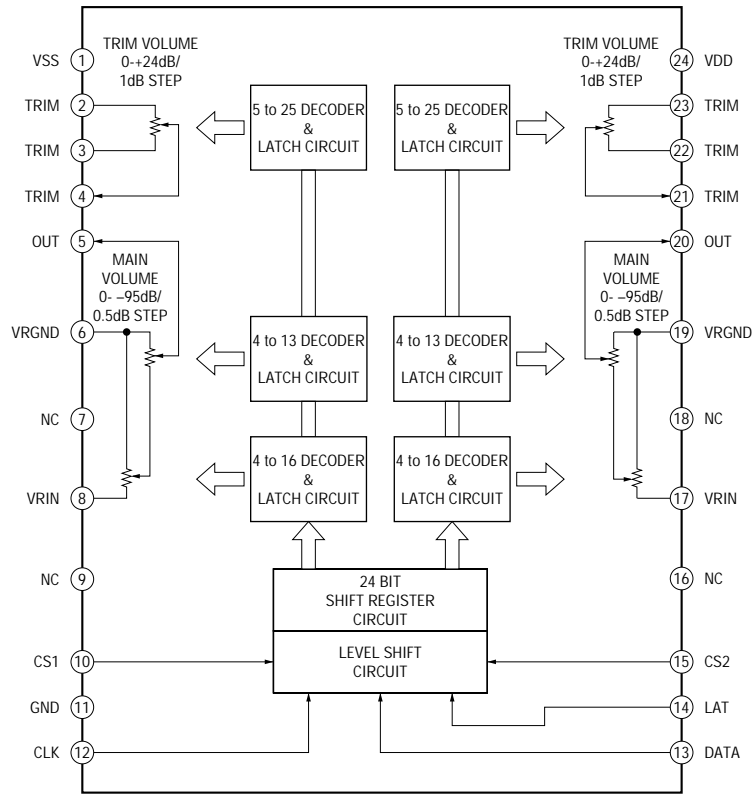 TRIM VOLUME
0-+24dB/
1dB STEP
TRIM VOLUME
0-+24dB/
1dB STEP
VSS 1
24 VDD
TRIM 2
23 TRIM
TRIM 3
22 TRIM
TRIM 4
21 TRIM
OUT 5
20 OUT
5 to 25 DECODER
&
LATCH CIRCUIT
5 to 25 DECODER
&
LATCH CIRCUIT
MAIN
VOLUME
0- –95dB/
0.5dB STEP
MAIN
VOLUME
0- –95dB/
0.5dB STEP
VRGND 6
19 VRGND
4 to 13 DECODER
&
LATCH CIRCUIT
4 to 13 DECODER
&
LATCH CIRCUIT
NC 7
18 NC
4 to 16 DECODER
&
LATCH CIRCUIT
4 to 16 DECODER
&
LATCH CIRCUIT
VRIN 8
17 VRIN
NC 9
16 NC
24 BIT
SHIFT REGISTER
CIRCUIT
LEVEL SHIFT
CIRCUIT
CS1 10
15 CS2
GND 11
14 LAT
CLK 12
13 DATA